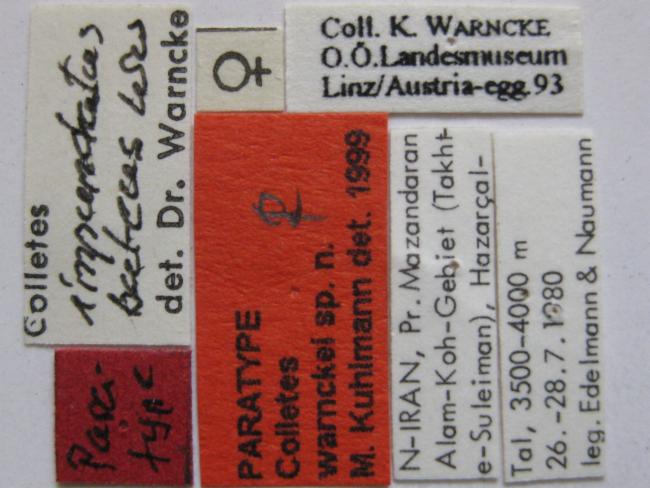 Coll. K. WARNCKE
O.Ö.Landesmuseum
Linz/Austria-egg.93
♀
Colletes
impunctatus
det. Dr. Warncke
Para-
type
PARATYPE ♀
Colletes
warnckei sp. n.
M. Kuhlmann det. 1999
N-IRAN, Pr. Mazandaran
Alam-Koh-Gebiet (Takht-
e-Suleiman), Hazarçal-
Tal, 3500-4000 m
26.-28.7.1980
leg. Edelmann & Naumann